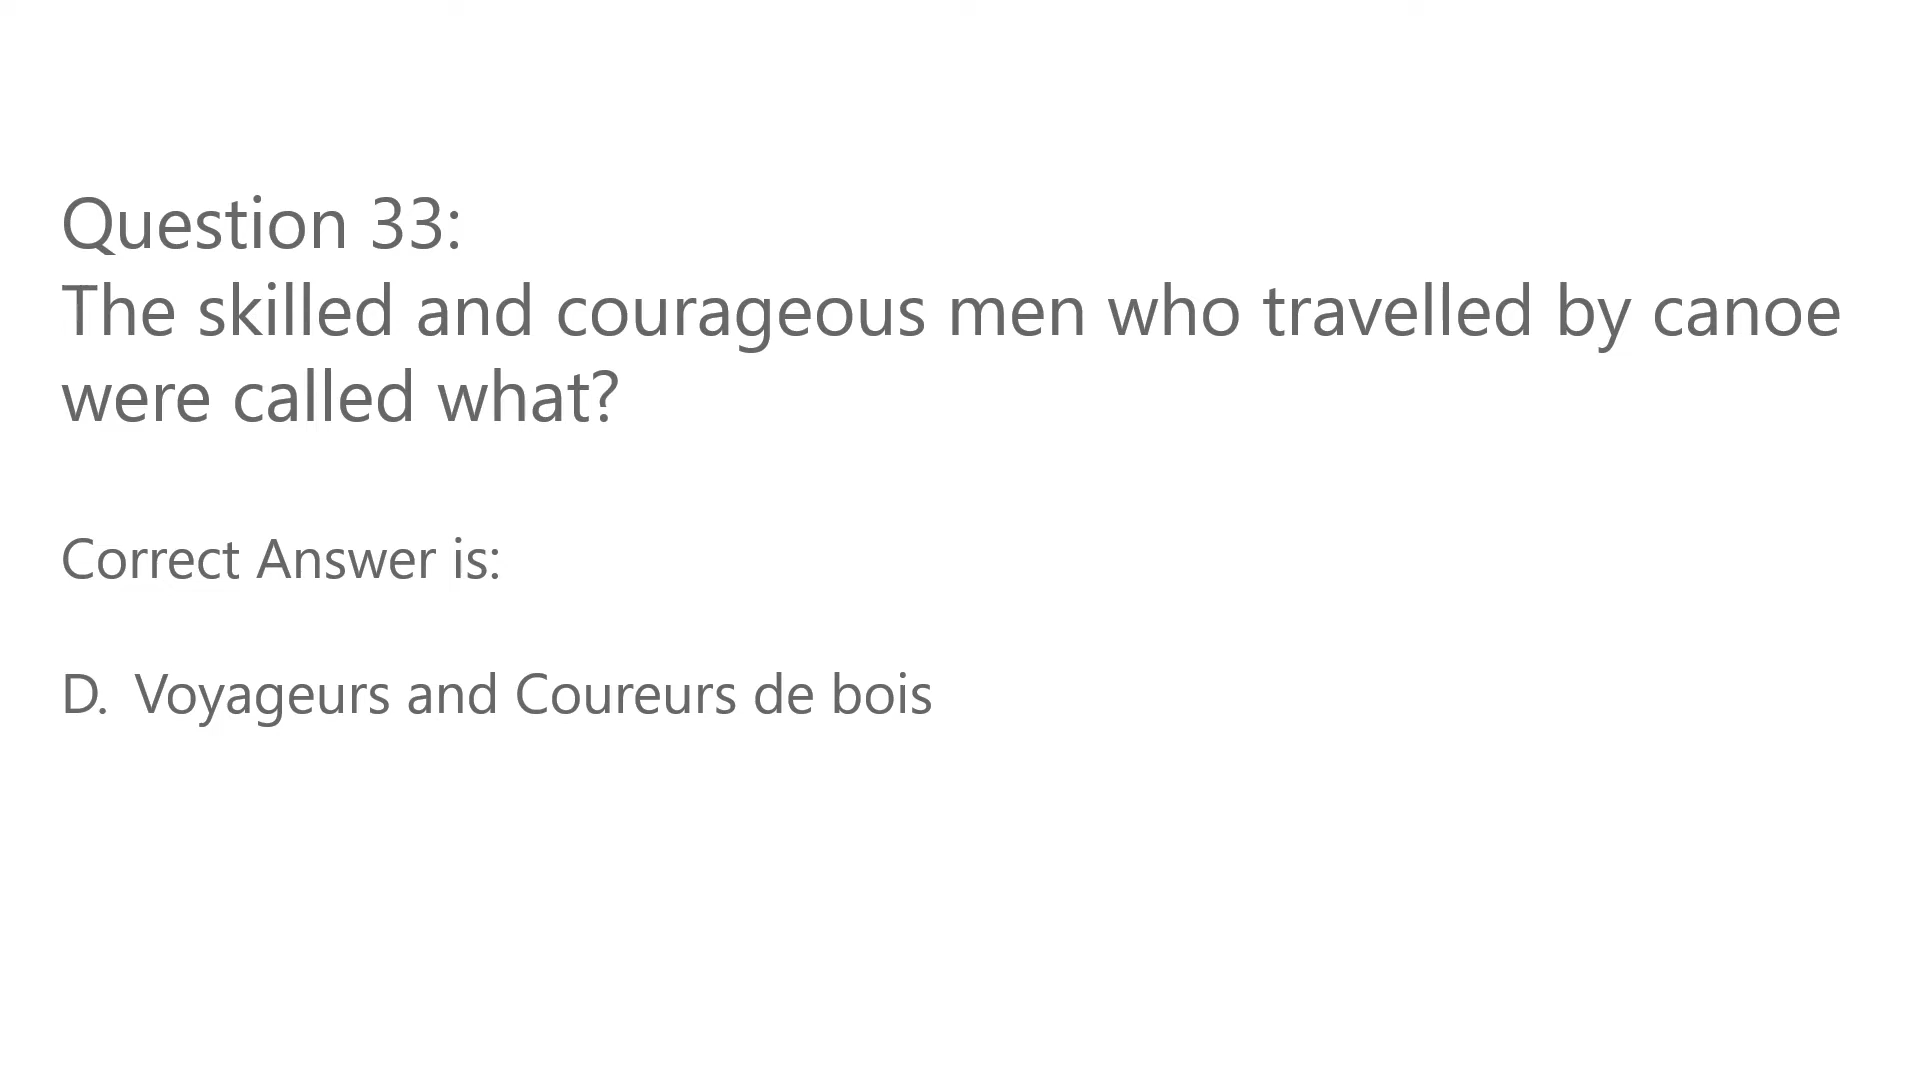 Question 33:
The skilled and courageous men who travelled by canoe
were called what?
Correct Answer is:
D. Voyageurs and Coureurs de bois